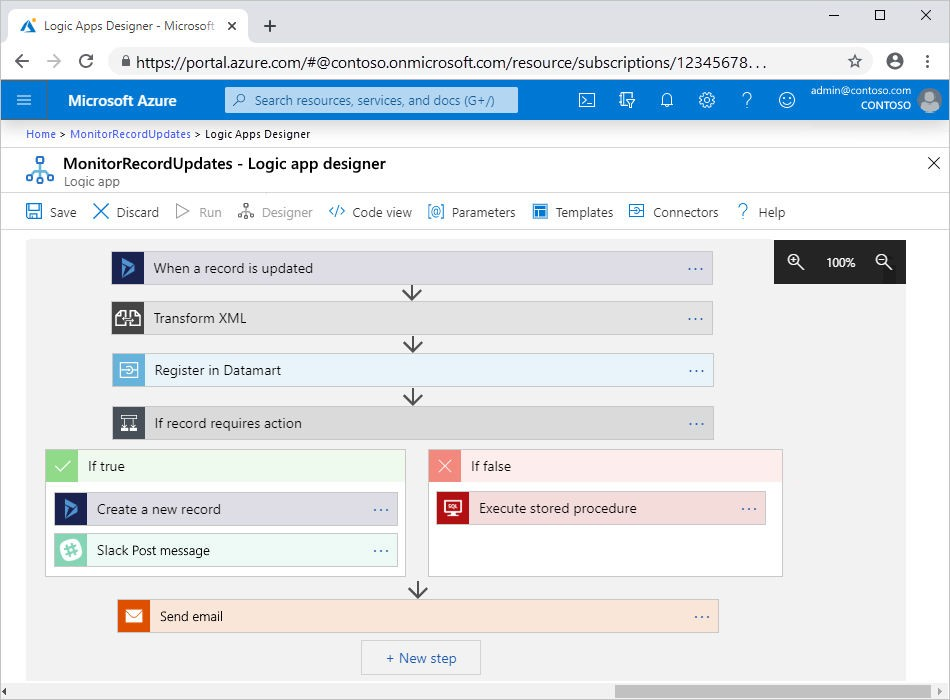 Logic Apps Designer - Microsoft
https://portal.azure.com/#@contoso.onmicrosoft.com/resource/subscriptions/12345678...
Microsoft Azure
Search resources, services, and docs (G+/)
admin@contoso.com
CONTOSO
Home > MonitorRecordUpdates > Logic Apps Designer
MonitorRecordUpdates - Logic app designer
Logic app
Save Discard Run Designer Code view Parameters Templates Connectors Help
When a record is updated
100%
Transform XML
Register in Datamart
If record requires action
If true
If false
Create a new record
SQL
Execute stored procedure
Slack Post message
Send email
+ New step